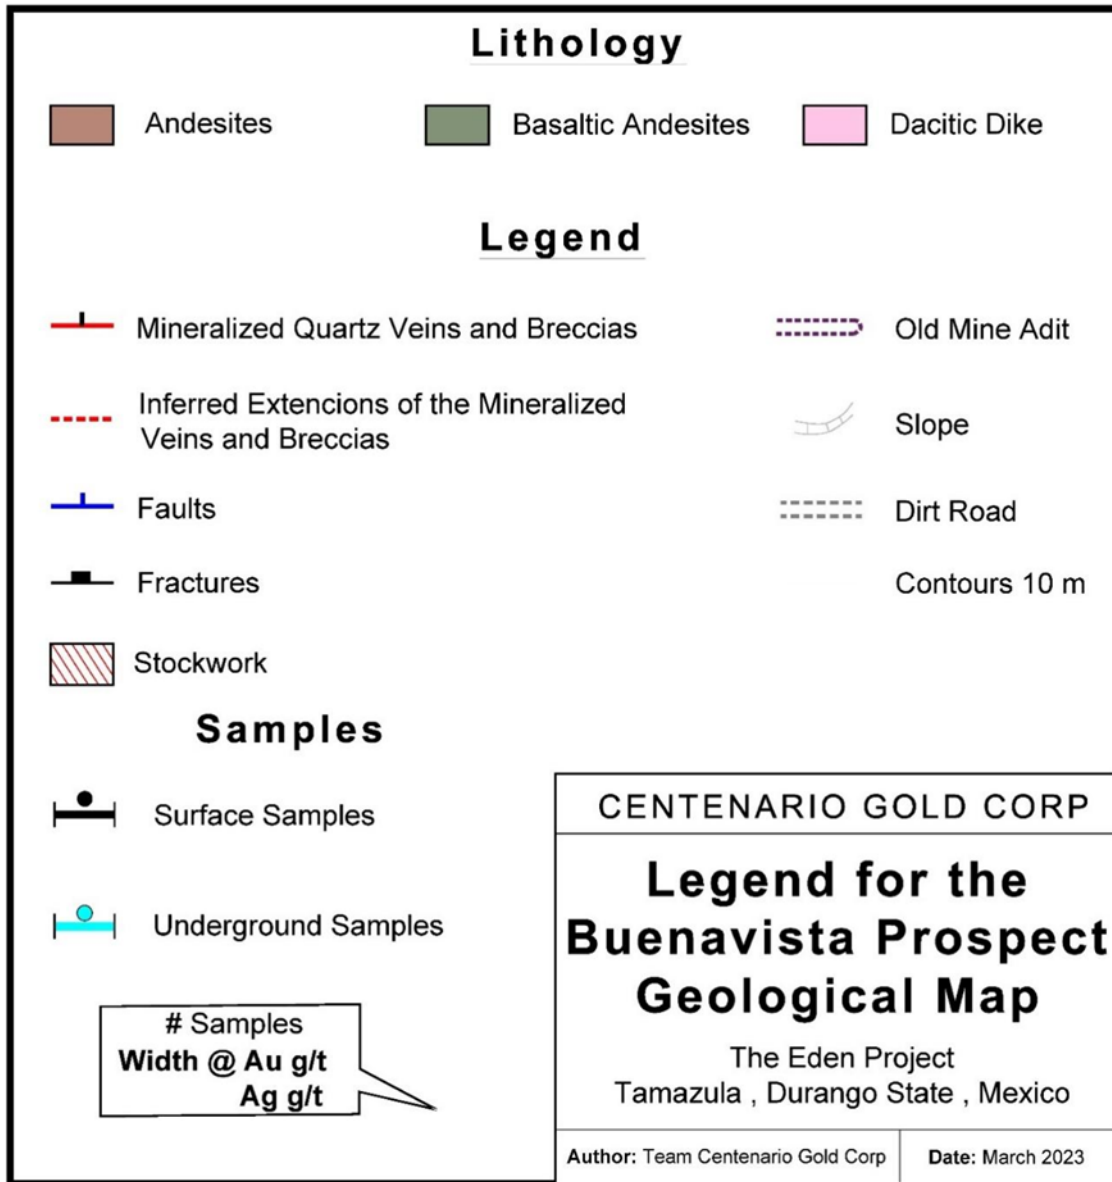 Lithology
Andesites
Basaltic Andesites
Dacitic Dike
Legend
Mineralized Quartz Veins and Breccias
Old Mine Adit
Inferred Extencions of the Mineralized
Veins and Breccias
Slope
Faults
Dirt Road
Fractures
Contours 10 m
Stockwork
Samples
Surface Samples
Underground Samples
# Samples
Width @ Au g/t
Ag g/t
CENTENARIO GOLD CORP
Legend for the
Buenavista Prospect
Geological Map
The Eden Project
Tamazula , Durango State , Mexico
Author: Team Centenario Gold Corp
Date: March 2023